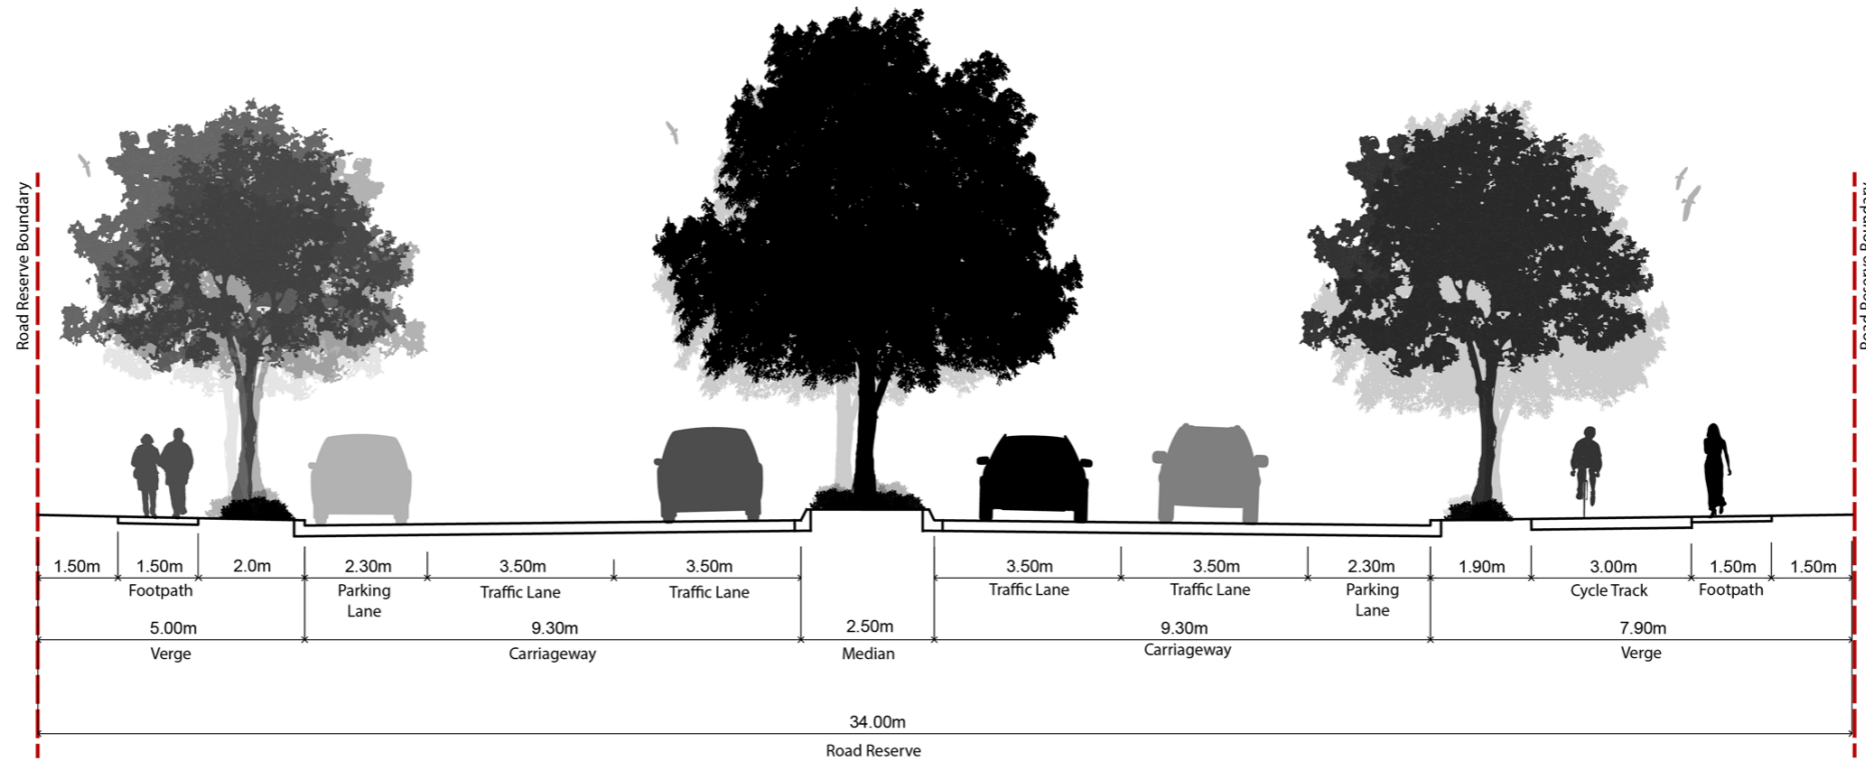 Road Reserve Boundary
Road Reserve Boundary
1.50m
1.50m
2.0m
2.30m
3.50m
3.50m
3.50m
3.50m
2.30m
1.90m
3.00m
1.50m
1.50m
Footpath
Parking
Lane
Traffic Lane
Traffic Lane
Traffic Lane
Traffic Lane
Parking
Lane
Cycle Track
Footpath
5.00m
9.30m
2.50m
9.30m
7.90m
Verge
Carriageway
Median
Carriageway
Verge
34.00m
Road Reserve